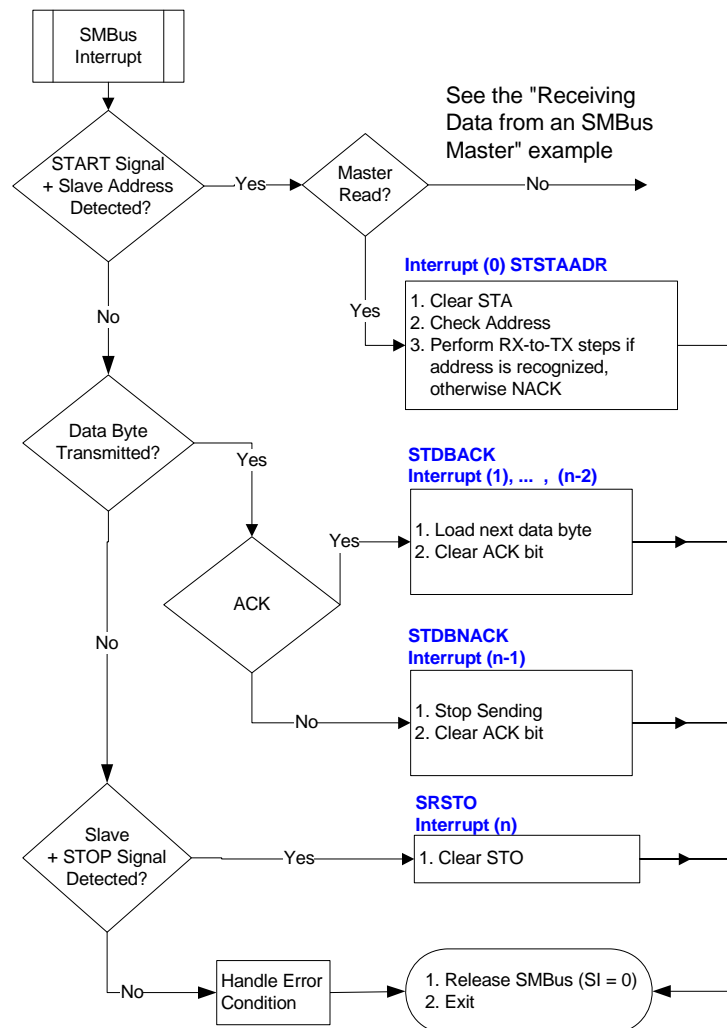 SMBus
Interrupt
See the "Receiving
Data from an SMBus
Master" example
START Signal
+ Slave Address
Detected?
Yes
Master
Read?
No
Interrupt (0) STSTAADR
Yes
1. Clear STA
2. Check Address
3. Perform RX-to-TX steps if
address is recognized,
otherwise NACK
No
Data Byte
Transmitted?
Yes
STDBACK
Interrupt (1), ... , (n-2)
Yes
1. Load next data byte
2. Clear ACK bit
ACK
No
STDBNACK
Interrupt (n-1)
No
1. Stop Sending
2. Clear ACK bit
SRSTO
Interrupt (n)
Slave
+ STOP Signal
Detected?
Yes
1. Clear STO
No
Handle Error
Condition
1. Release SMBus (SI = 0)
2. Exit